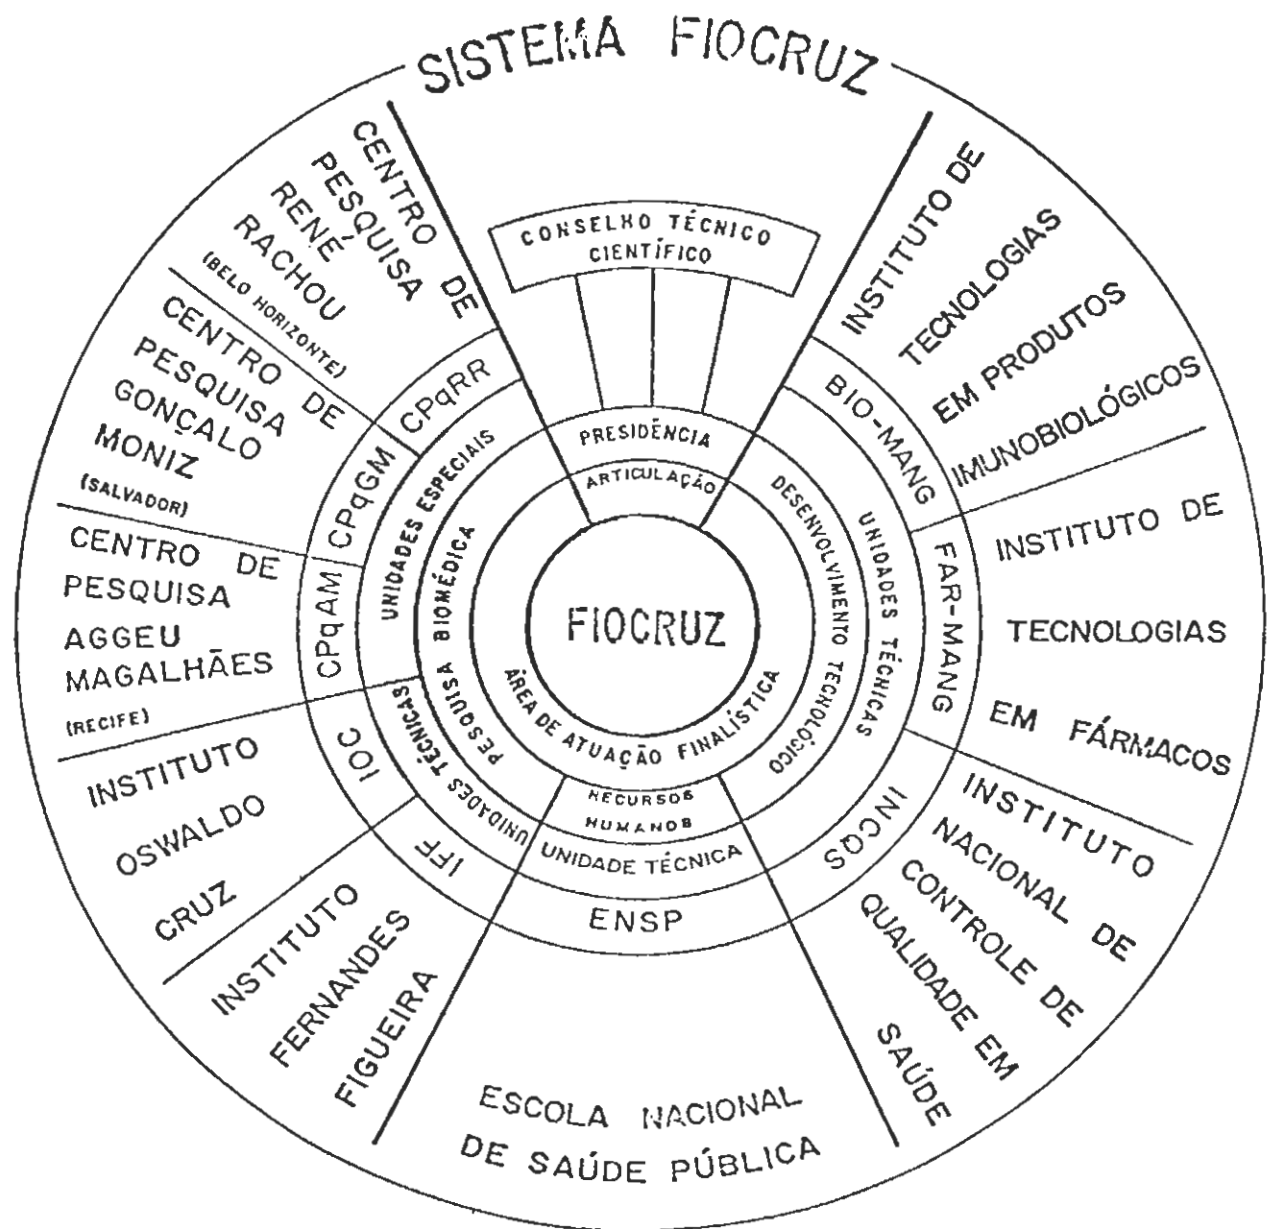 SISTEMA FIOCRUZ
CONSELHO TÉCNICO
CIENTÍFICO
PRESIDÊNCIA
ARTICULAÇÃO
FIOCRUZ
ÁREA DE ATUAÇÃO FINALÍSTICA
DESENVOLVIMENTO TECNOLÓGICO
UNIDADES TÉCNICAS
BIO-MANG
INSTITUTO DE
TECNOLOGIAS
EM PRODUTOS
IMUNOBIOLÓGICOS
FAR-MANG
INSTITUTO DE
TECNOLOGIAS
EM FÁRMACOS
INCQS
INSTITUTO
NACIONAL DE
CONTROLE DE
QUALIDADE EM
SAÚDE
RECURSOS
HUMANOS
UNIDADE TÉCNICA
ENSP
ESCOLA NACIONAL
DE SAÚDE PÚBLICA
PESQUISA BIOMÉDICA
UNIDADES TÉCNICAS
IFF
INSTITUTO
FERNANDES
FIGUEIRA
IOC
INSTITUTO
OSWALDO
CRUZ
UNIDADES ESPECIAIS
CPqAM
CENTRO DE
PESQUISA
AGGEU
MAGALHÃES
(RECIFE)
CPqGM
CENTRO DE
PESQUISA
GONÇALO
MONIZ
(SALVADOR)
CPqRR
CENTRO DE
PESQUISA
RENÉ
RACHOU
(BELO HORIZONTE)